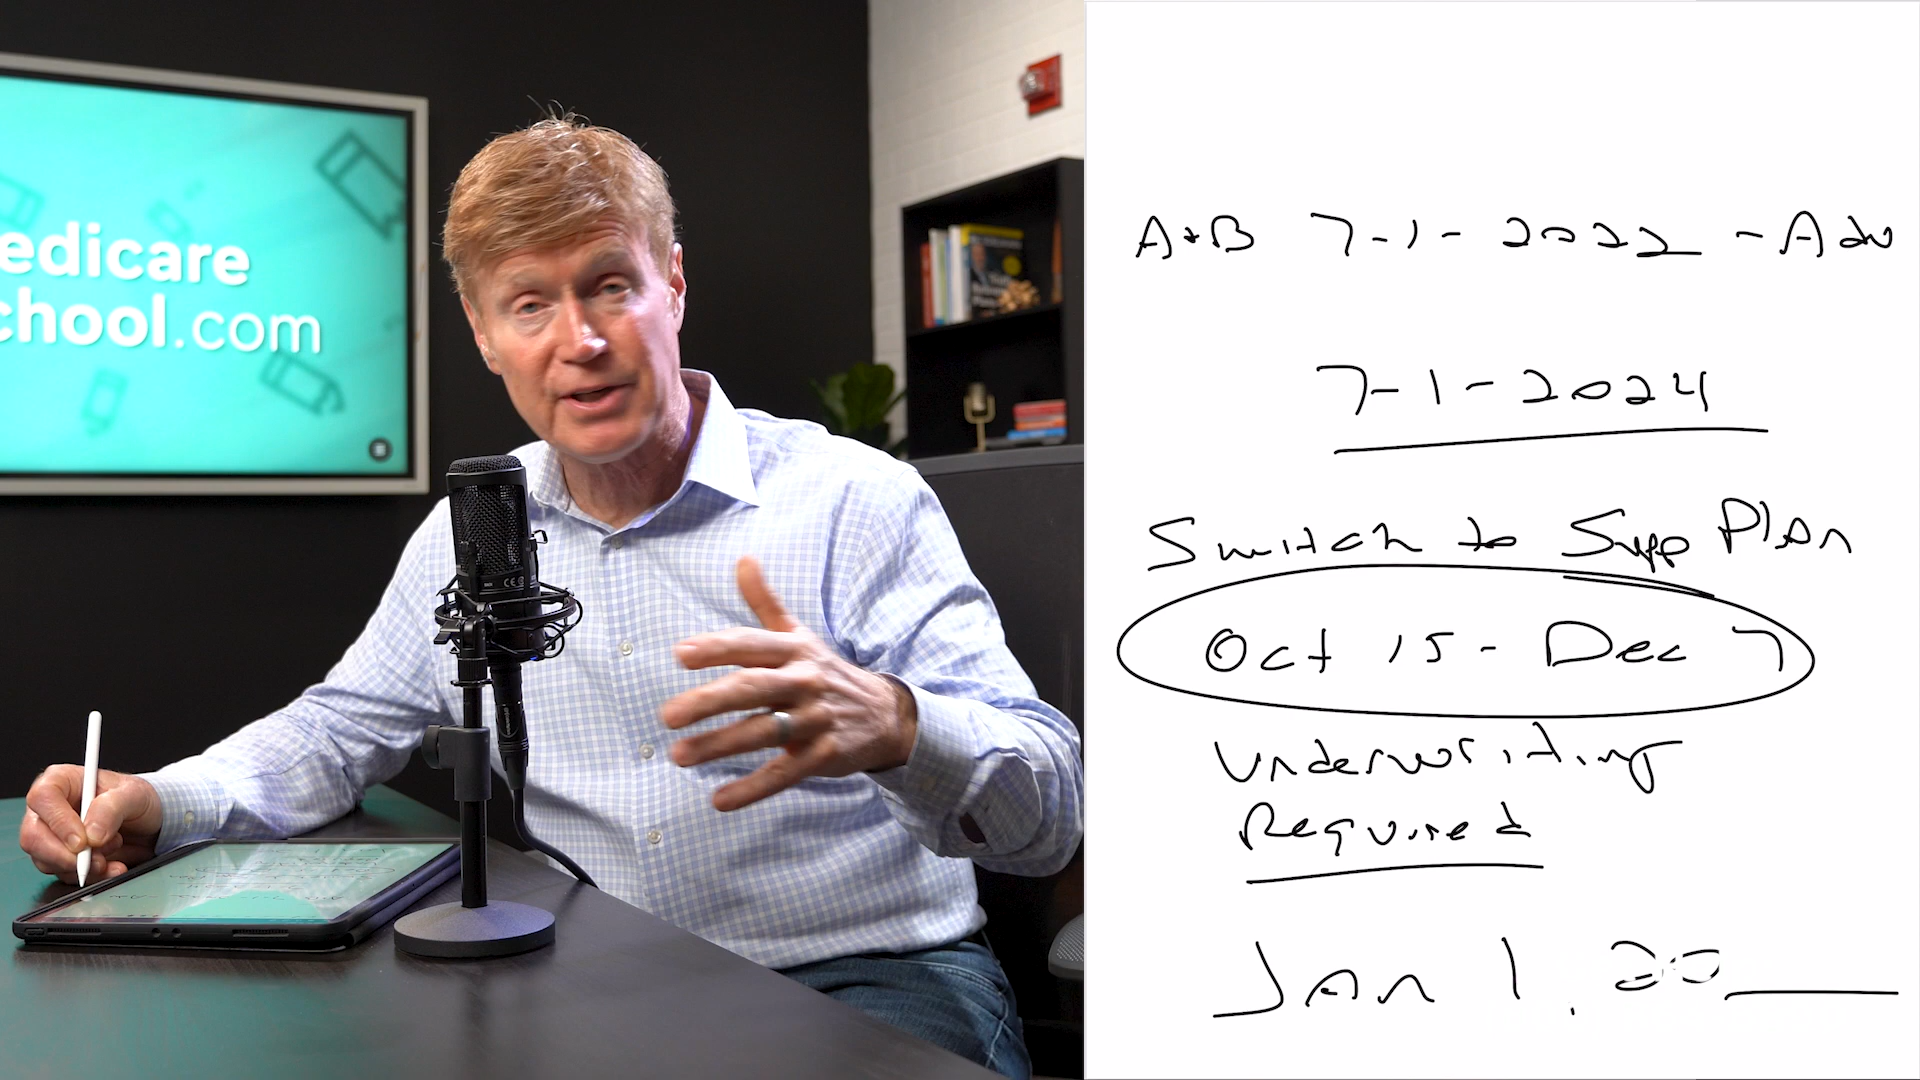 edicare
chool.com
A+B 7-1-2022 - Adv
7-1-2024
Switch to Supp Plan
Oct 15 - Dec 7
Underwriting
Required
Jan 1, 20__